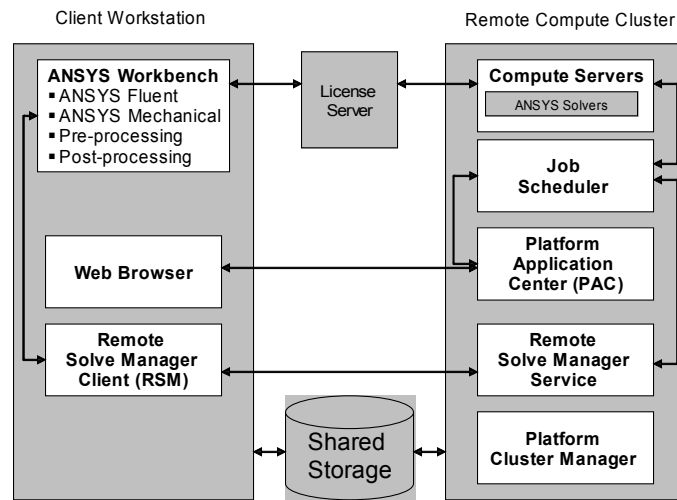 Client Workstation
Remote Compute Cluster
ANSYS Workbench
▪ ANSYS Fluent
▪ ANSYS Mechanical
▪ Pre-processing
▪ Post-processing
License
Server
Compute Servers
ANSYS Solvers
Job
Scheduler
Web Browser
Platform
Application
Center (PAC)
Remote
Solve Manager
Client (RSM)
Remote
Solve Manager
Service
Shared
Storage
Platform
Cluster Manager